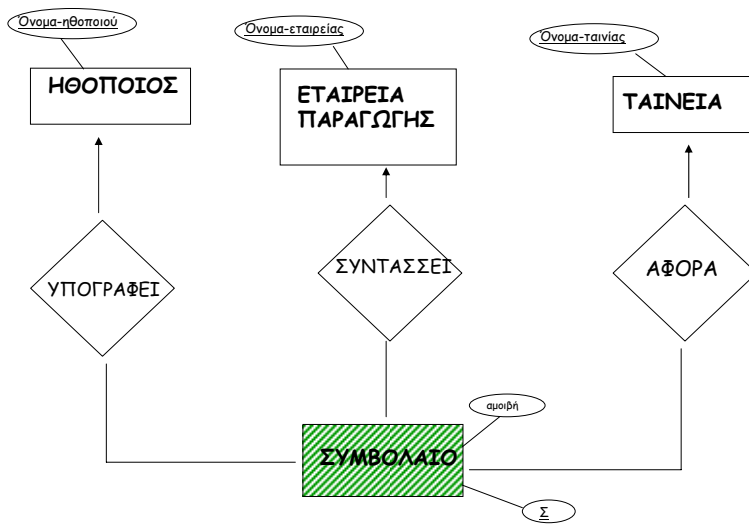 Όνομα-ηθοποιού
Όνομα-εταιρείας
Όνομα-ταινίας
ΗΘΟΠΟΙΟΣ
ΕΤΑΙΡΕΙΑ
ΠΑΡΑΓΩΓΗΣ
ΤΑΙΝΕΙΑ
ΥΠΟΓΡΑΦΕΙ
ΣΥΝΤΑΣΣΕΙ
ΑΦΟΡΑ
αμοιβή
ΣΥΜΒΟΛΑΙΟ
Σ